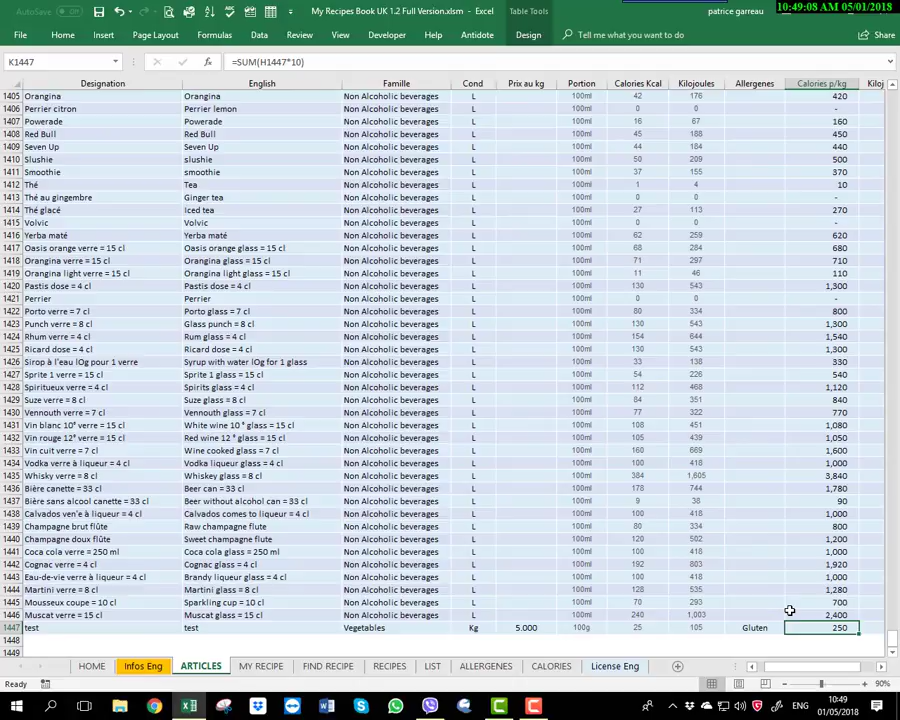 AutoSave Off My Recipes Book UK 1.2 Full Version.xlsm - Excel Table Tools patrice garreau 10:49:08 AM 05/01/2018
File Home Insert Page Layout Formulas Data Review View Developer Help Antidote Design Tell me what you want to do Share
K1447 fx =SUM(H1447*10)
Designation English Famille Cond Prix au kg Portion Calories Kcal Kilojoules Allergenes Calories p/kg Kiloj
1405 Orangina Orangina Non Alcoholic beverages L 100ml 42 176 420
1406 Perrier citron Perrier lemon Non Alcoholic beverages L 100ml 0 0 -
1407 Powerade Powerade Non Alcoholic beverages L 100ml 16 67 160
1408 Red Bull Red Bull Non Alcoholic beverages L 100ml 45 188 450
1409 Seven Up Seven Up Non Alcoholic beverages L 100ml 44 184 440
1410 Slushie slushie Non Alcoholic beverages L 100ml 50 209 500
1411 Smoothie smoothie Non Alcoholic beverages L 100ml 37 155 370
1412 Thé Tea Non Alcoholic beverages L 100ml 1 4 10
1413 Thé au gingembre Ginger tea Non Alcoholic beverages L 100ml 0 0 -
1414 Thé glacé Iced tea Non Alcoholic beverages L 100ml 27 113 270
1415 Volvic Volvic Non Alcoholic beverages L 100ml 0 0 -
1416 Yerba maté Yerba maté Non Alcoholic beverages L 100ml 62 259 620
1417 Oasis orange verre = 15 cl Oasis orange glass = 15 cl Non Alcoholic beverages L 100ml 68 284 680
1418 Orangina verre = 15 cl Orangina glass = 15 cl Non Alcoholic beverages L 100ml 71 297 710
1419 Orangina light verre = 15 cl Orangina light glass = 15 cl Non Alcoholic beverages L 100ml 11 46 110
1420 Pastis dose = 4 cl Pastis dose = 4 cl Non Alcoholic beverages L 100ml 130 543 1,300
1421 Perrier Perrier Non Alcoholic beverages L 100ml 0 0 -
1422 Porto verre = 7 cl Porto glass = 7 cl Non Alcoholic beverages L 100ml 80 334 800
1423 Punch verre = 8 cl Glass punch = 8 cl Non Alcoholic beverages L 100ml 130 543 1,300
1424 Rhum verre = 4 cl Rum glass = 4 cl Non Alcoholic beverages L 100ml 154 644 1,540
1425 Ricard dose = 4 cl Ricard dose = 4 cl Non Alcoholic beverages L 100ml 130 543 1,300
1426 Sirop à l'eau lOg pour 1 verre Syrup with water lOg for 1 glass Non Alcoholic beverages L 100ml 33 138 330
1427 Sprite 1 verre = 15 cl Sprite 1 glass = 15 cl Non Alcoholic beverages L 100ml 54 226 540
1428 Spiritueux verre = 4 cl Spirits glass = 4 cl Non Alcoholic beverages L 100ml 112 468 1,120
1429 Suze verre = 8 cl Suze glass = 8 cl Non Alcoholic beverages L 100ml 84 351 840
1430 Vennouth verre = 7 cl Vennouth glass = 7 cl Non Alcoholic beverages L 100ml 77 322 770
1431 Vin blanc 10° verre = 15 cl White wine 10 ° glass = 15 cl Non Alcoholic beverages L 100ml 108 451 1,080
1432 Vin rouge 12° verre = 15 cl Red wine 12 ° glass = 15 cl Non Alcoholic beverages L 100ml 105 439 1,050
1433 Vin cuit verre = 7 cl Wine cooked glass = 7 cl Non Alcoholic beverages L 100ml 160 669 1,600
1434 Vodka verre à liqueur = 4 cl Vodka liqueur glass = 4 cl Non Alcoholic beverages L 100ml 100 418 1,000
1435 Whisky verre = 8 cl Whiskey glass = 8 cl Non Alcoholic beverages L 100ml 384 1,605 3,840
1436 Bière canette = 33 cl Beer can = 33 cl Non Alcoholic beverages L 100ml 178 744 1,780
1437 Bière sans alcool canette = 33 cl Beer without alcohol can = 33 cl Non Alcoholic beverages L 100ml 9 38 90
1438 Calvados ven'e à liqueur = 4 cl Calvados comes to liqueur = 4 cl Non Alcoholic beverages L 100ml 100 418 1,000
1439 Champagne brut flûte Raw champagne flute Non Alcoholic beverages L 100ml 80 334 800
1440 Champagne doux flûte Sweet champagne flute Non Alcoholic beverages L 100ml 120 502 1,200
1441 Coca cola verre = 250 ml Coca cola glass = 250 ml Non Alcoholic beverages L 100ml 100 418 1,000
1442 Cognac verre = 4 cl Cognac glass = 4 cl Non Alcoholic beverages L 100ml 192 803 1,920
1443 Eau-de-vie verre = 4 cl Brandy liqueur glass = 4 cl Non Alcoholic beverages L 100ml 100 418 1,000
1444 Martini verre = 8 cl Martini glass = 8 cl Non Alcoholic beverages L 100ml 128 535 1,280
1445 Mousseux coupe = 10 cl Sparkling cup = 10 cl Non Alcoholic beverages L 100ml 70 293 700
1446 Muscat verre = 15 cl Muscat glass = 15 cl Non Alcoholic beverages L 100ml 240 1,003 2,400
1447 test test Vegetables Kg 5.000 100g 25 105 Gluten 250
1448
1449
HOME Infos Eng ARTICLES MY RECIPE FIND RECIPE RECIPES LIST ALLERGENES CALORIES License Eng
Ready 90%
ENG 10:49
01/05/2018